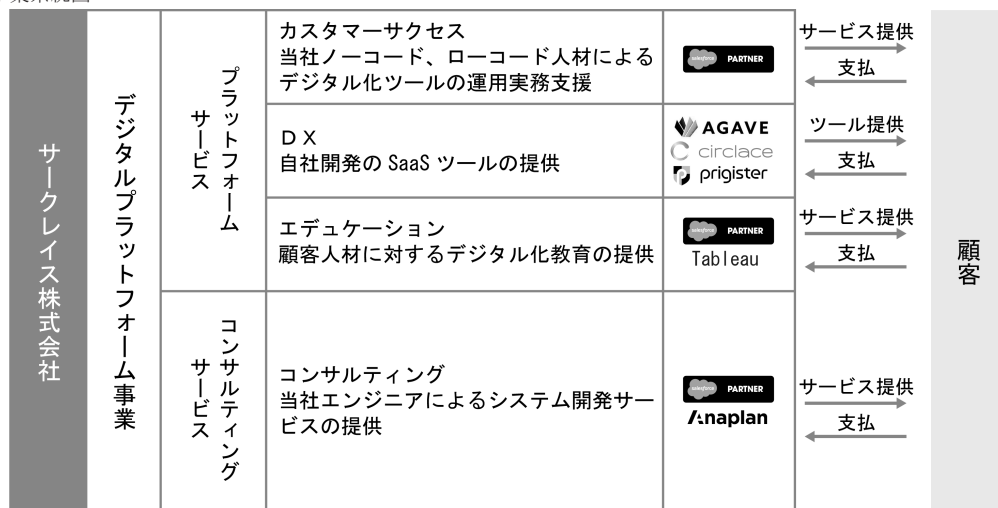 サークレイス株式会社
デジタルプラットフォーム事業
プラットフォーム
サービス
カスタマーサクセス
当社ノーコード、ローコード人材による
デジタル化ツールの運用実務支援
salesforce PARTNER
サービス提供
支払
ＤＸ
自社開発の SaaS ツールの提供
AGAVE
circlace
prigister
ツール提供
支払
エデュケーション
顧客人材に対するデジタル化教育の提供
salesforce PARTNER
Tableau
サービス提供
支払
コンサルティング
サービス
コンサルティング
当社エンジニアによるシステム開発サー
ビスの提供
salesforce PARTNER
Anaplan
サービス提供
支払
顧客